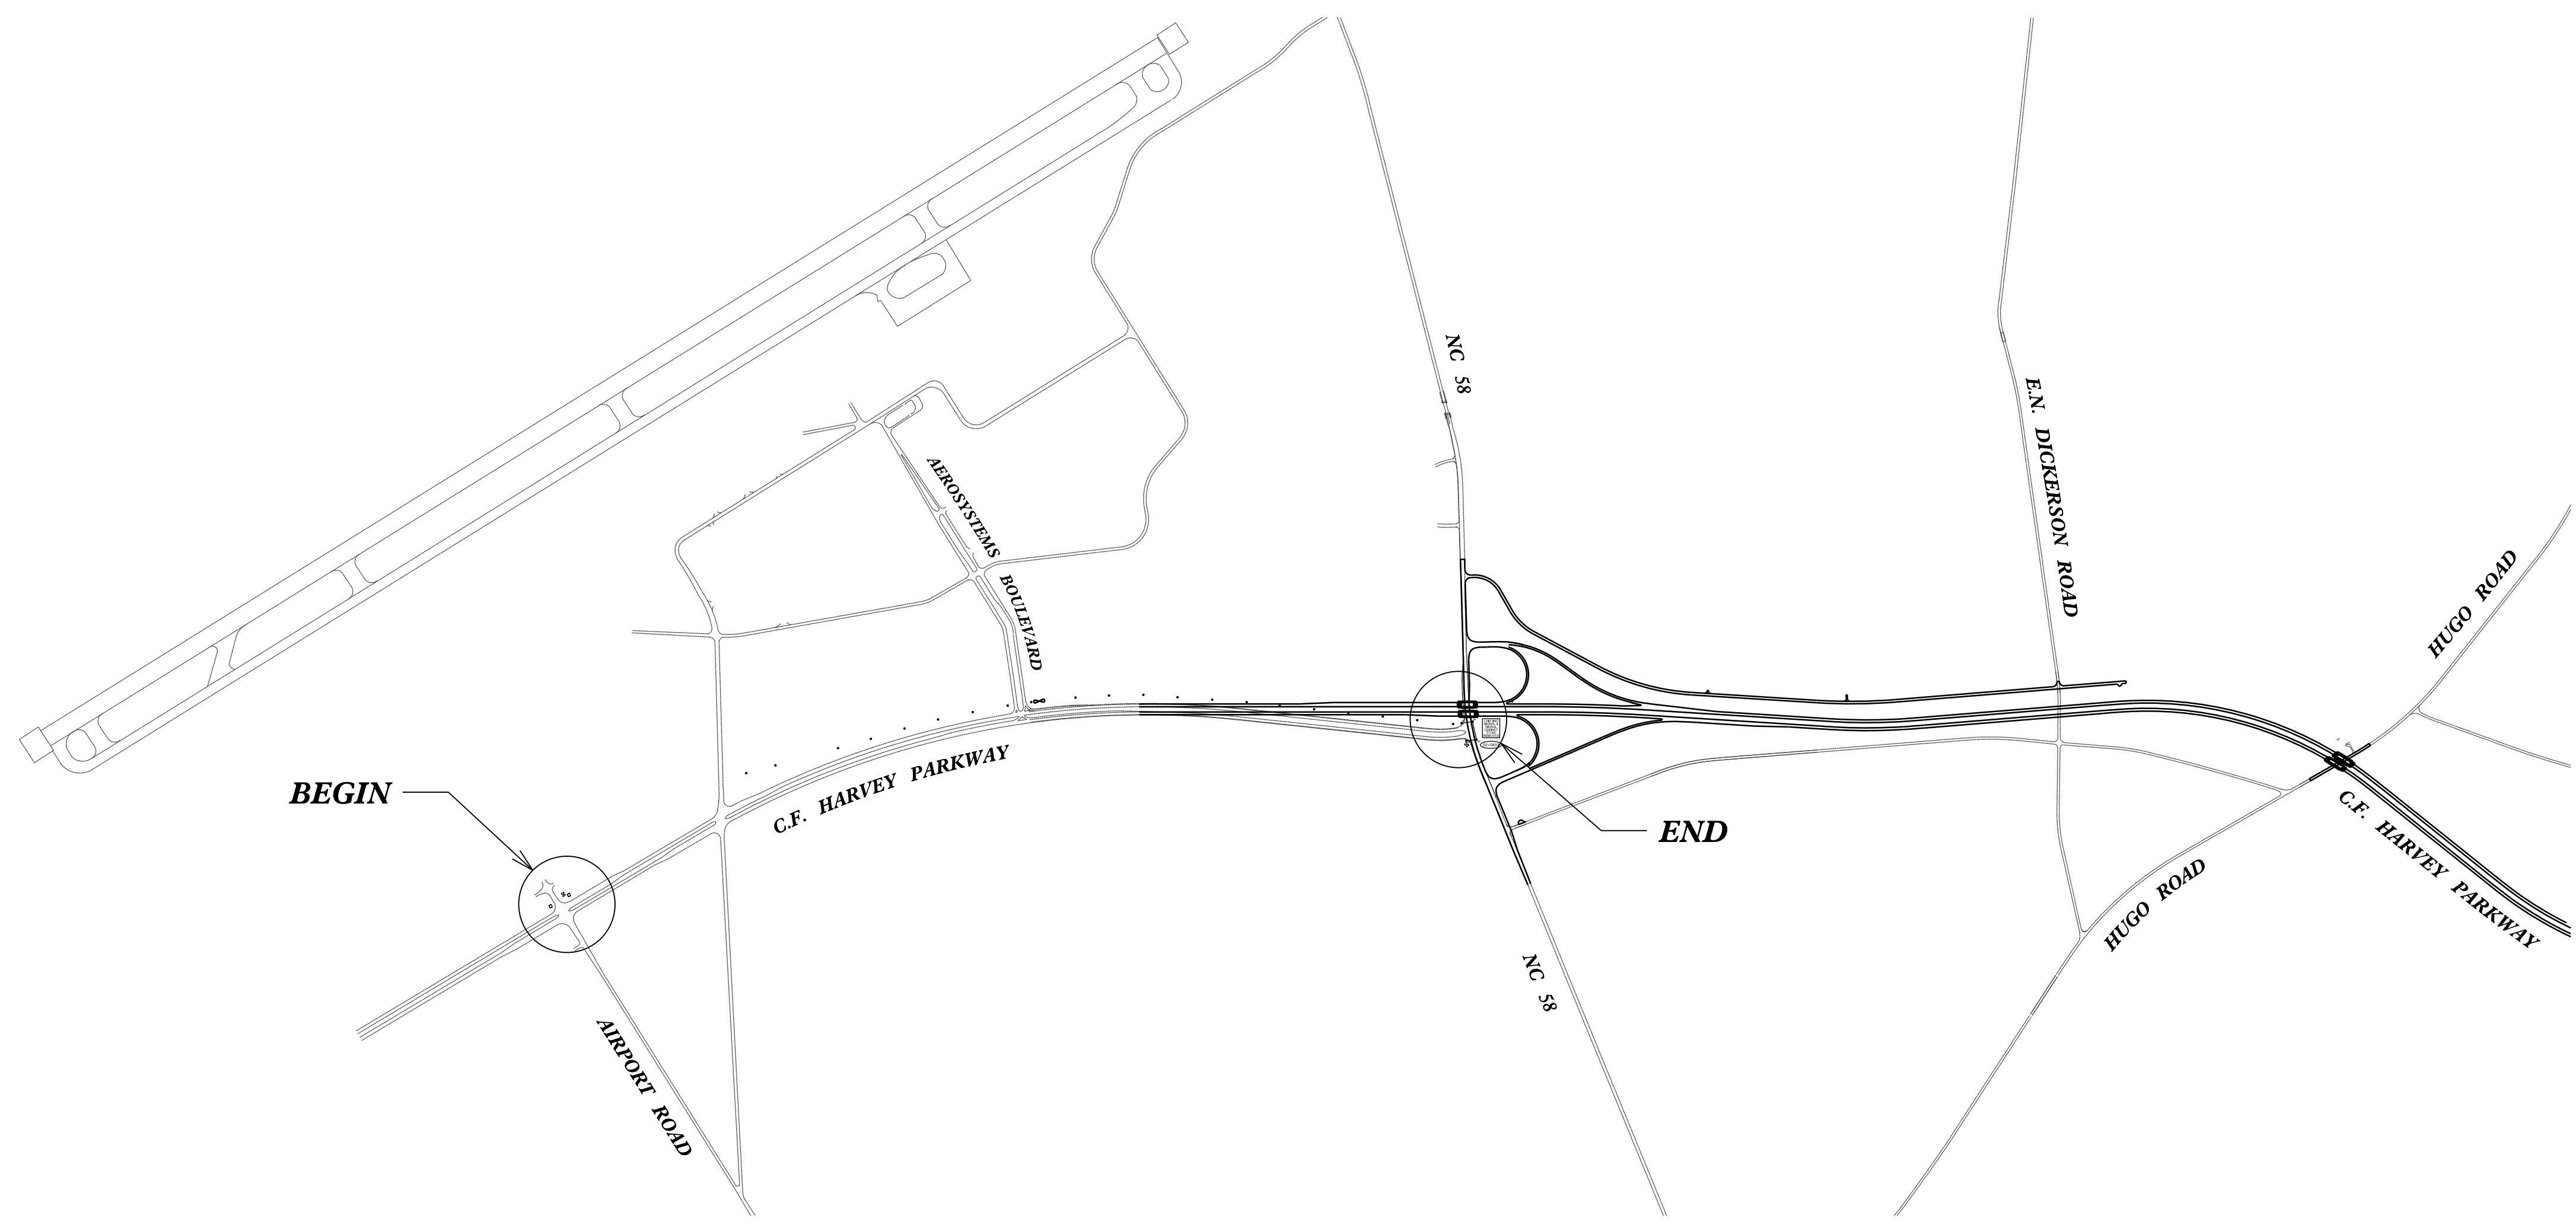 NC 58
E.N. DICKERSON ROAD
AEROSYSTEMS BOULEVARD
HUGO ROAD
BEGIN
C.F. HARVEY PARKWAY
END
C.F. HARVEY PARKWAY
HUGO ROAD
NC 58
AIRPORT ROAD